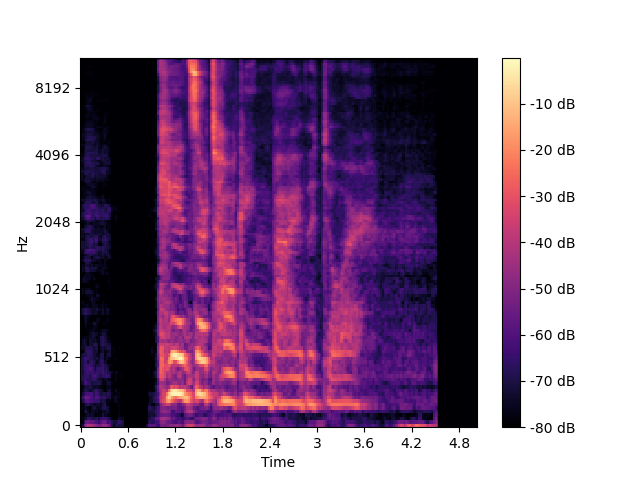 8192
4096
2048
1024
512
0
Hz
0 0.6 1.2 1.8 2.4 3 3.6 4.2 4.8
Time
-10 dB
-20 dB
-30 dB
-40 dB
-50 dB
-60 dB
-70 dB
-80 dB